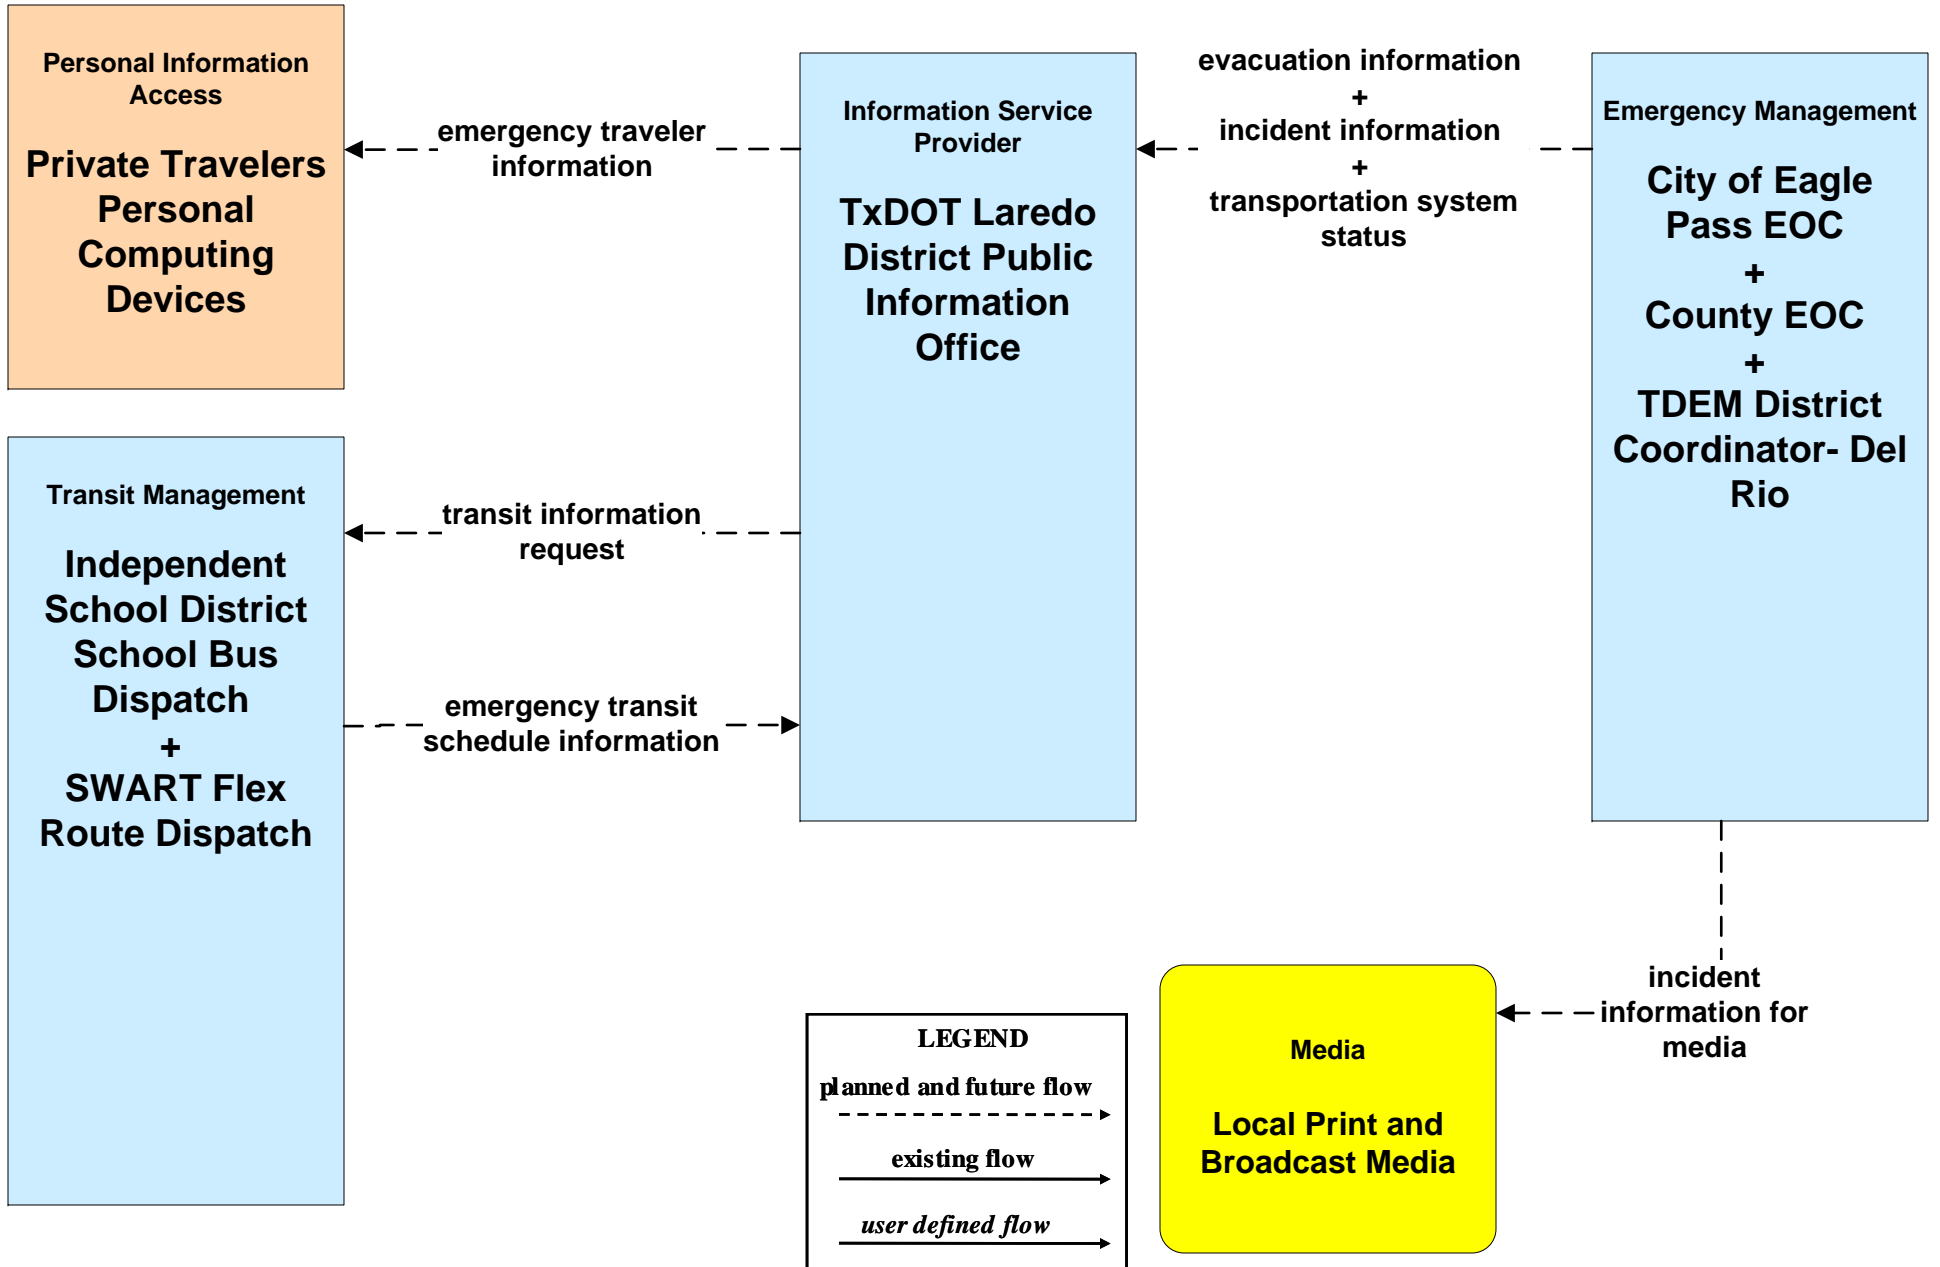 Personal Information
Access
Private Travelers
Personal
Computing
Devices
emergency traveler
information
Information Service
Provider
TxDOT Laredo
District Public
Information
Office
evacuation information
+
incident information
+
transportation system
status
Emergency Management
City of Eagle
Pass EOC
+
County EOC
+
TDEM District
Coordinator- Del
Rio
Transit Management
Independent
School District
School Bus
Dispatch
+
SWART Flex
Route Dispatch
transit information
request
emergency transit
schedule information
incident
information for
media
Media
Local Print and
Broadcast Media
LEGEND
planned and future flow
existing flow
user defined flow